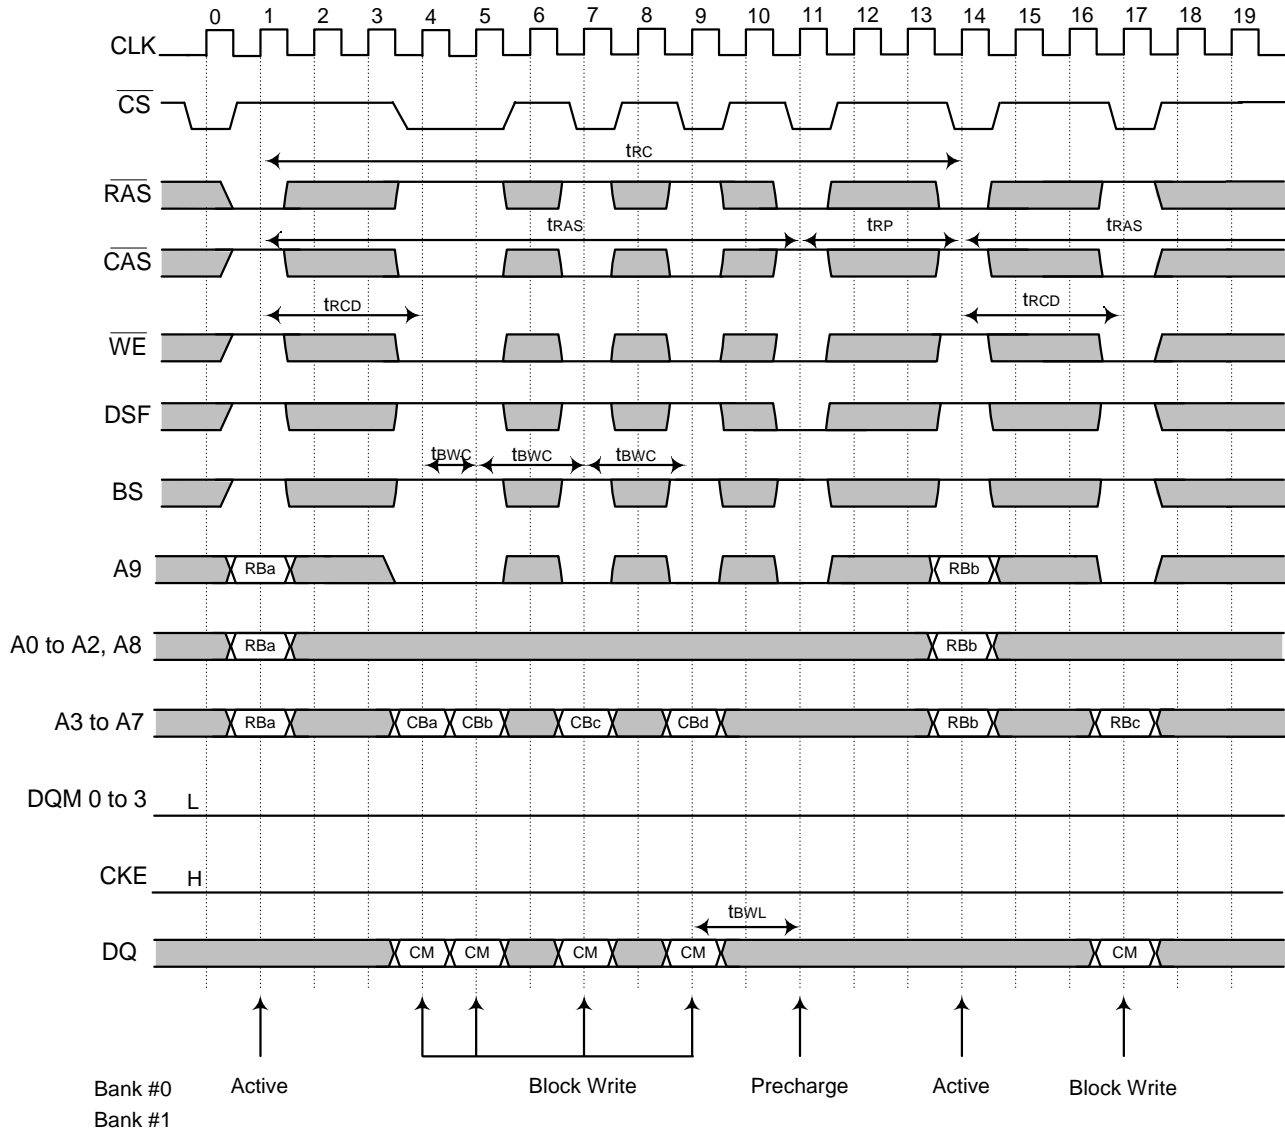 0 1 2 3 4 5 6 7 8 9 10 11 12 13 14 15 16 17 18 19
CLK
CS
tRC
RAS
tRAS tRP tRAS
CAS
tRCD tRCD
WE
DSF
tBWC tBWC tBWC
BS
A9 RBa RBb
A0 to A2, A8 RBa RBb
A3 to A7 RBa CBa CBb CBc CBd RBb RBc
DQM 0 to 3 L
CKE H
tBWL
DQ CM CM CM CM CM
Bank #0 Active Block Write Precharge Active Block Write
Bank #1